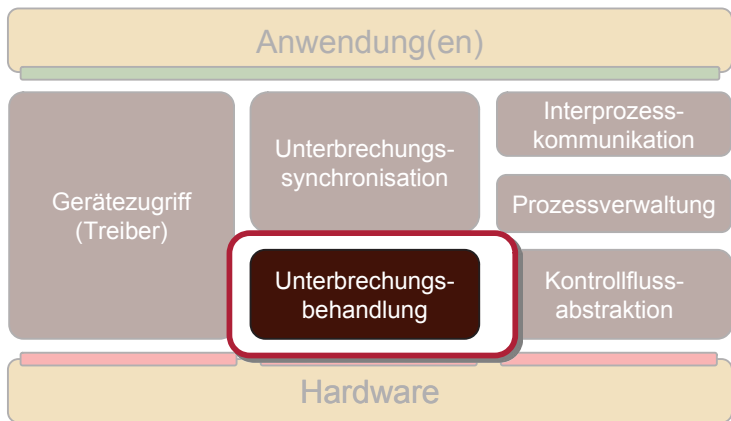 Anwendung(en)
Gerätezugriff
(Treiber)
Unterbrechungs-
synchronisation
Unterbrechungs-
behandlung
Interprozess-
kommunikation
Prozessverwaltung
Kontrollfluss-
abstraktion
Hardware